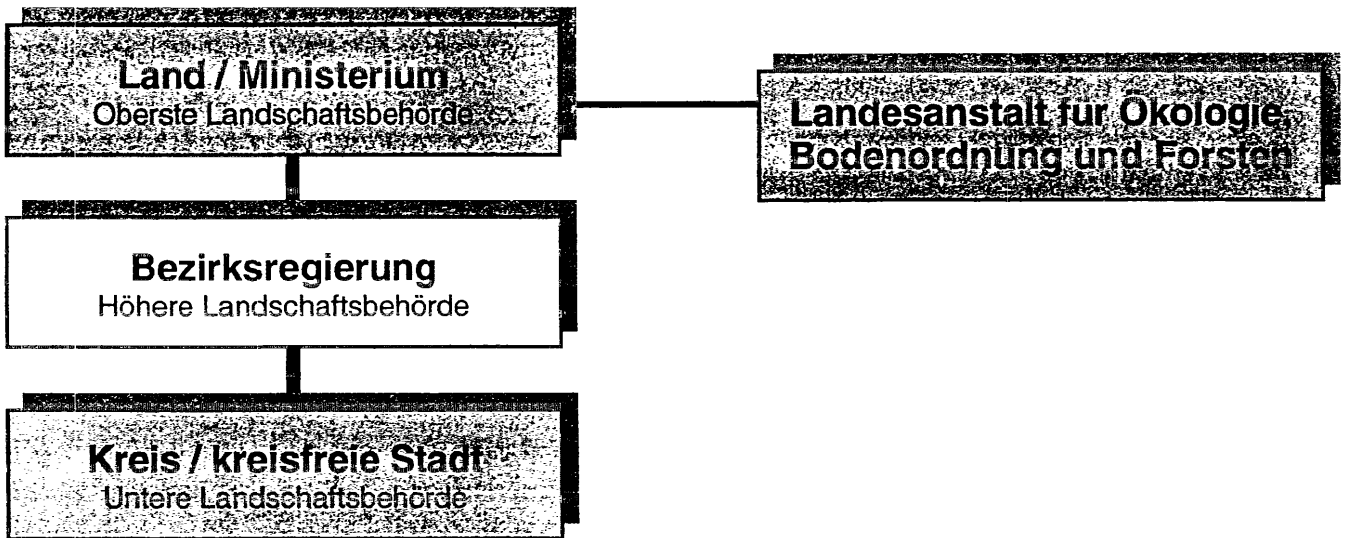 Land / Ministerium
Oberste Landschaftsbehörde
Landesanstalt für Ökologie,
Bodenordnung und Forsten
Bezirksregierung
Höhere Landschaftsbehörde
Kreis / kreisfreie Stadt
Untere Landschaftsbehörde